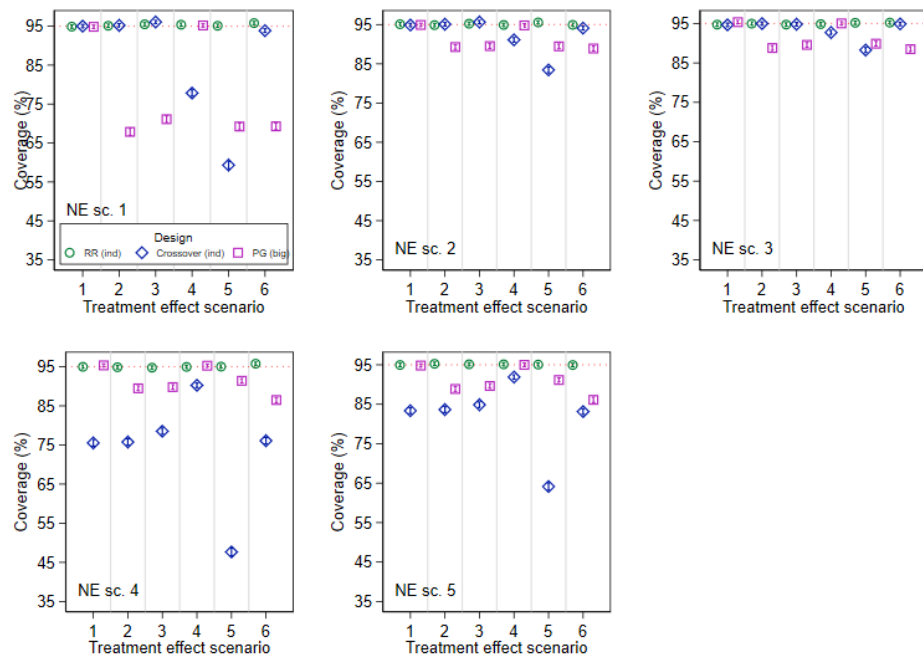 Coverage (%)
95
85
75
65
55
45
35
NE sc. 1
Design
RR (ind) Crossover (ind) PG (big)
1 2 3 4 5 6
Treatment effect scenario
Coverage (%)
95
85
75
65
55
45
35
NE sc. 2
1 2 3 4 5 6
Treatment effect scenario
Coverage (%)
95
85
75
65
55
45
35
NE sc. 3
1 2 3 4 5 6
Treatment effect scenario
Coverage (%)
95
85
75
65
55
45
35
NE sc. 4
1 2 3 4 5 6
Treatment effect scenario
Coverage (%)
95
85
75
65
55
45
35
NE sc. 5
1 2 3 4 5 6
Treatment effect scenario